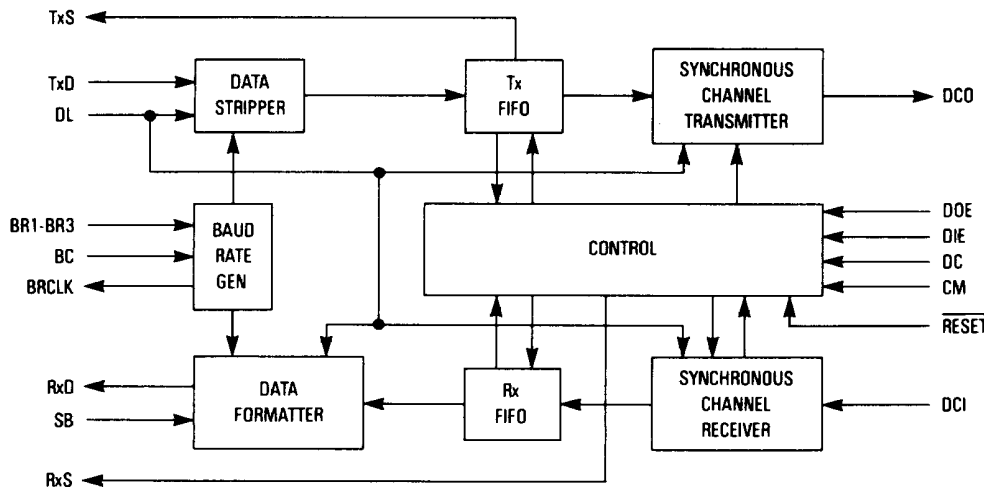 TxS
TxD
DL
DATA
STRIPPER
Tx
FIFO
SYNCHRONOUS
CHANNEL
TRANSMITTER
DCO
BR1-BR3
BC
BRCLK
BAUD
RATE
GEN
CONTROL
DOE
DIE
DC
CM
RESET
RxD
SB
DATA
FORMATTER
Rx
FIFO
SYNCHRONOUS
CHANNEL
RECEIVER
DCI
RxS